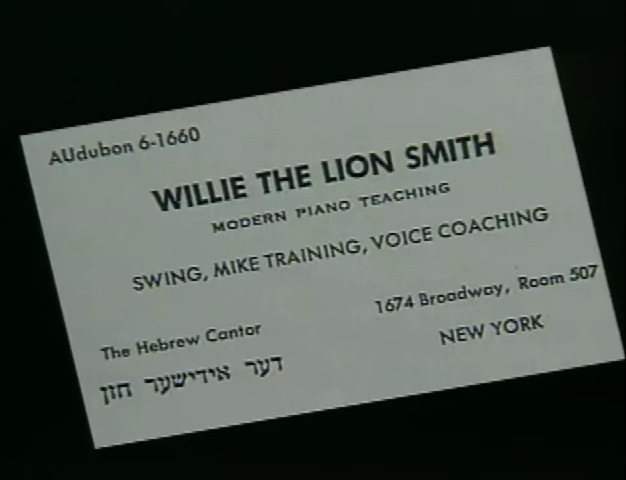 AUdubon 6-1660
WILLIE THE LION SMITH
MODERN PIANO TEACHING
SWING, MIKE TRAINING, VOICE COACHING
The Hebrew Cantor
דער אידישער חזן
1674 Broadway, Room 507
NEW YORK